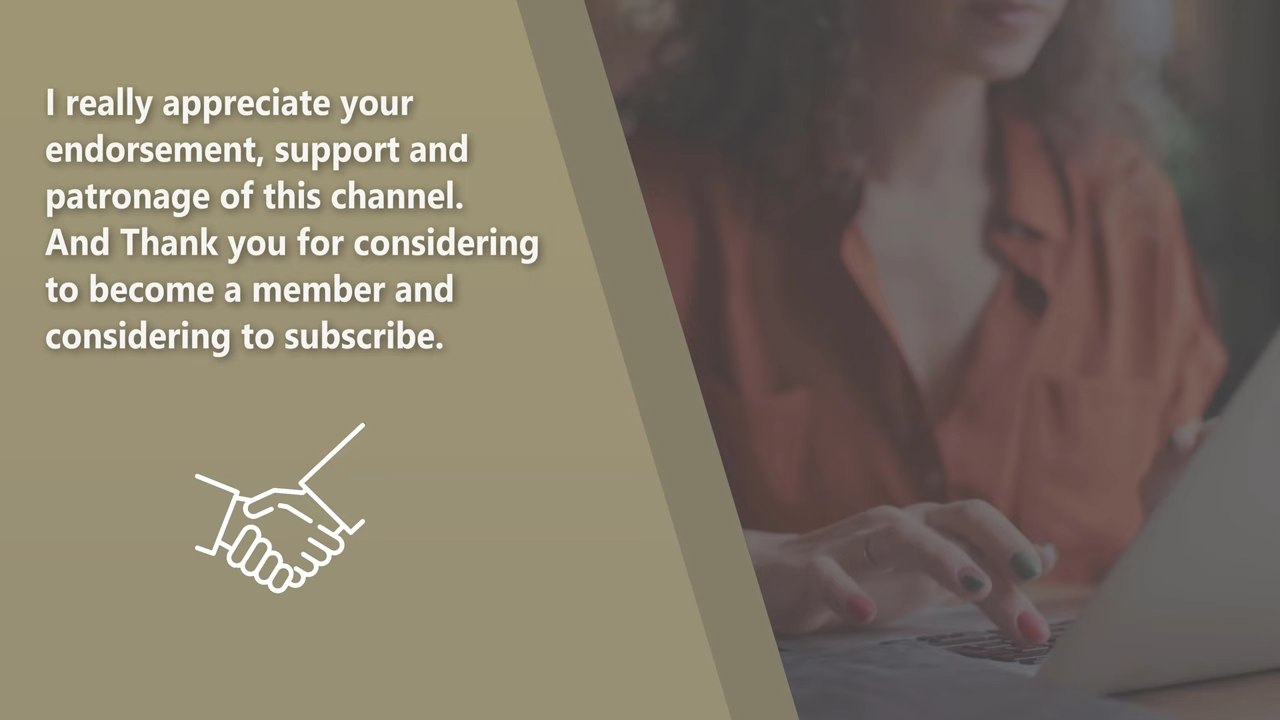 I really appreciate your
endorsement, support and
patronage of this channel.
And Thank you for considering
to become a member and
considering to subscribe.